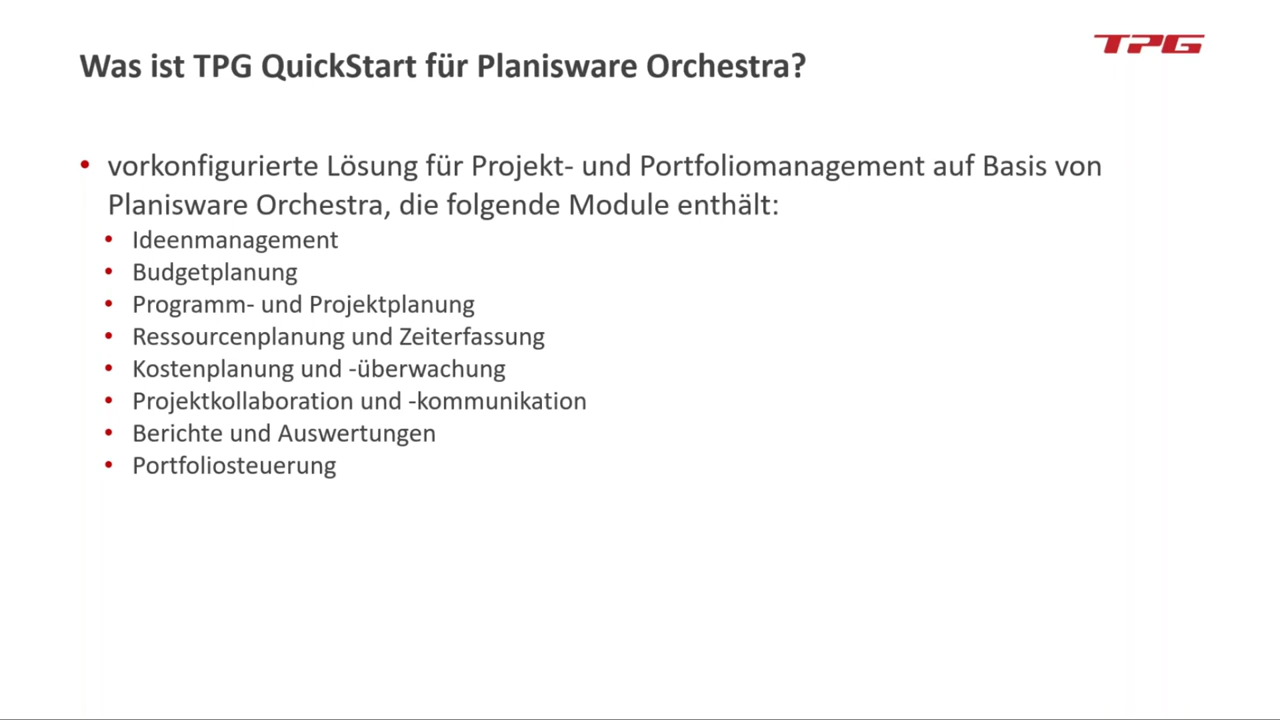 TPG
Was ist TPG QuickStart für Planisware Orchestra?
• vorkonfigurierte Lösung für Projekt- und Portfoliomanagement auf Basis von
Planisware Orchestra, die folgende Module enthält:
• Ideenmanagement
• Budgetplanung
• Programm- und Projektplanung
• Ressourcenplanung und Zeiterfassung
• Kostenplanung und -überwachung
• Projektkollaboration und -kommunikation
• Berichte und Auswertungen
• Portfoliosteuerung